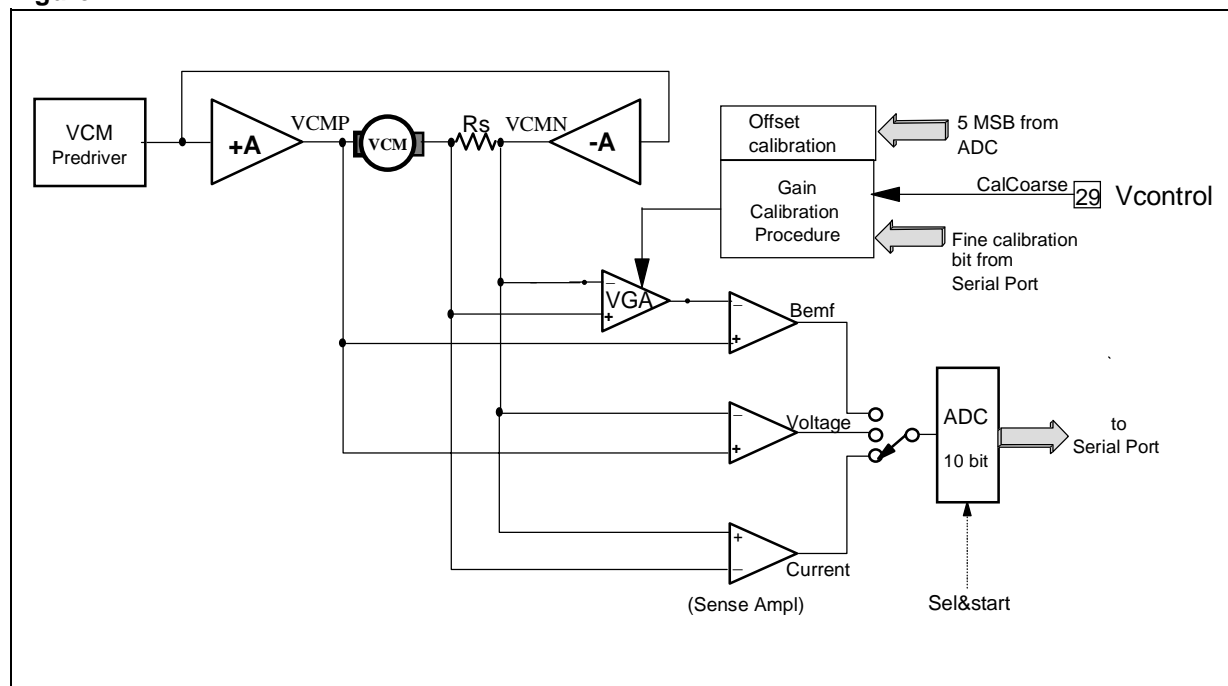 VCM
Predriver
+A
VCMP
VCM
Rs
VCMN
-A
Offset
calibration
5 MSB from
ADC
Gain
Calibration
Procedure
CalCoarse
29
Vcontrol
Fine calibration
bit from
Serial Port
−
VGA
+
−
+
Bemf
−
+
Voltage
+
−
Current
(Sense Ampl)
ADC
10 bit
to
Serial Port
Sel&start